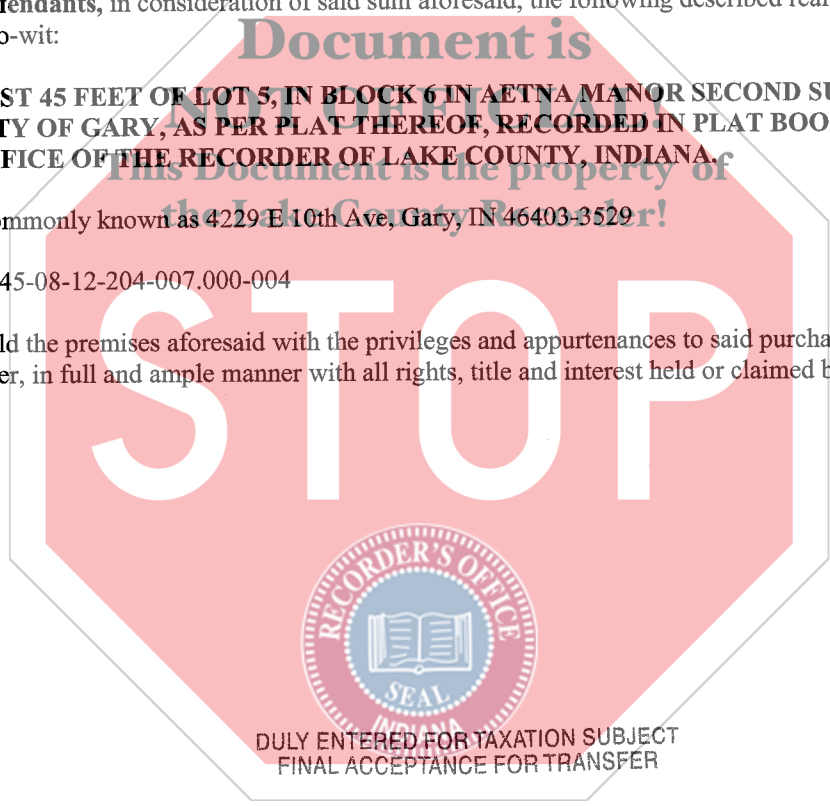 fendants, in consideration of said sum aforesaid, the following described real
o-wit:
Document is
ST 45 FEET OF LOT 5, IN BLOCK 6 IN AETNA MANOR SECOND SU
NOT OFFICIAL!
TY OF GARY, AS PER PLAT THEREOF, RECORDED IN PLAT BOO
FICE OF THE RECORDER OF LAKE COUNTY, INDIANA.
This Document is the property of
ommonly known as 4229 E 10th Ave, Gary, IN 46403-3529
the Lake County Recorder!
45-08-12-204-007.000-004
ld the premises aforesaid with the privileges and appurtenances to said purcha
er, in full and ample manner with all rights, title and interest held or claimed b
STOP
RECORDER'S OFFICE
SEAL
INDIANA
DULY ENTERED FOR TAXATION SUBJECT
FINAL ACCEPTANCE FOR TRANSFER